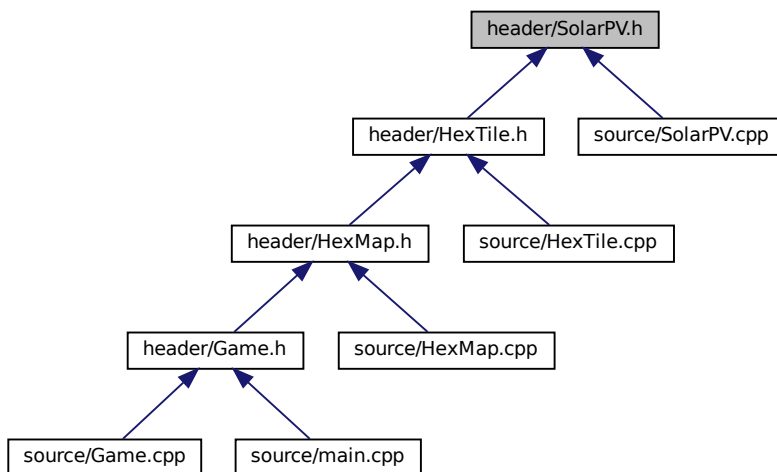 header/SolarPV.h
header/HexTile.h
source/SolarPV.cpp
header/HexMap.h
source/HexTile.cpp
header/Game.h
source/HexMap.cpp
source/Game.cpp
source/main.cpp